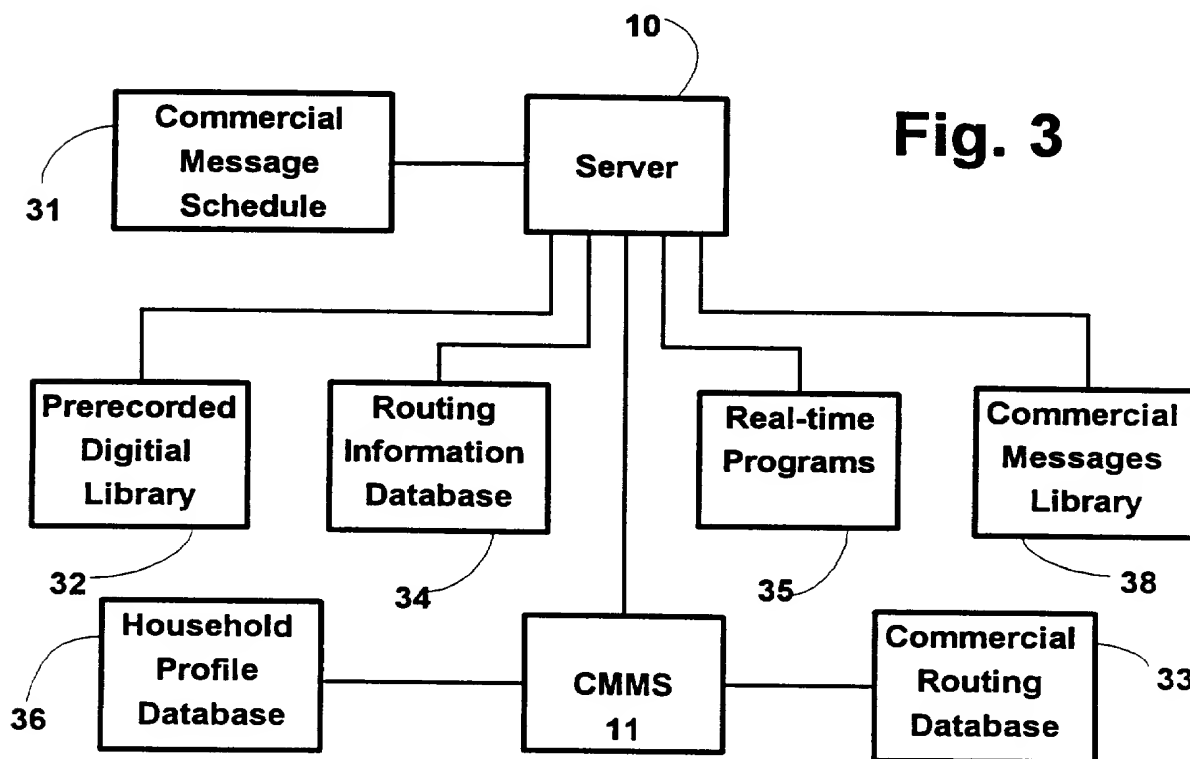 10
Fig. 3
Commercial
Message
Schedule
31
Server
Prerecorded
Digitial
Library
32
Routing
Information
Database
34
Real-time
Programs
35
Commercial
Messages
Library
38
Household
Profile
Database
36
CMMS
11
Commercial
Routing
Database
33